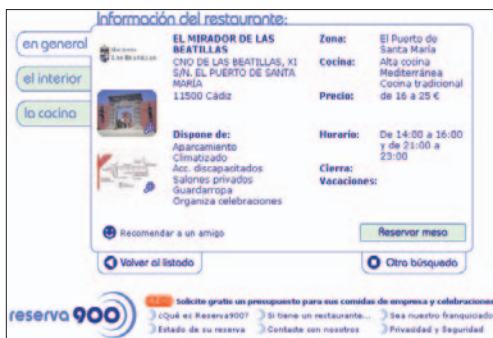 Información del restaurante:
en general
el interior
la cocina
EL MIRADOR DE LAS
BEATILLAS
CNO DE LAS BEATILLAS, XI
S/N. EL PUERTO DE SANTA
MARÍA
11500 Cádiz
Zona: El Puerto de
Santa María
Cocina: Alta cocina
Mediterránea
Cocina tradicional
Precio: de 16 a 25 €
Dispone de:
Aparcamiento
Climatizado
Acc. discapacitados
Salones privados
Guardarropa
Organiza celebraciones
Horario: De 14:00 a 16:00
y de 21:00 a
23:00
Cierra:
Vacaciones:
Recomendar a un amigo
Reservar mesa
Volver al listado
Otra búsqueda
reserva 900
Solicite gratis un presupuesto para sus comidas de empresa y celebraciones
¿Qué es Reserva900? Si tiene un restaurante... Sea nuestro franquiciado
Estado de su reserva Contacte con nosotros Privacidad y Seguridad